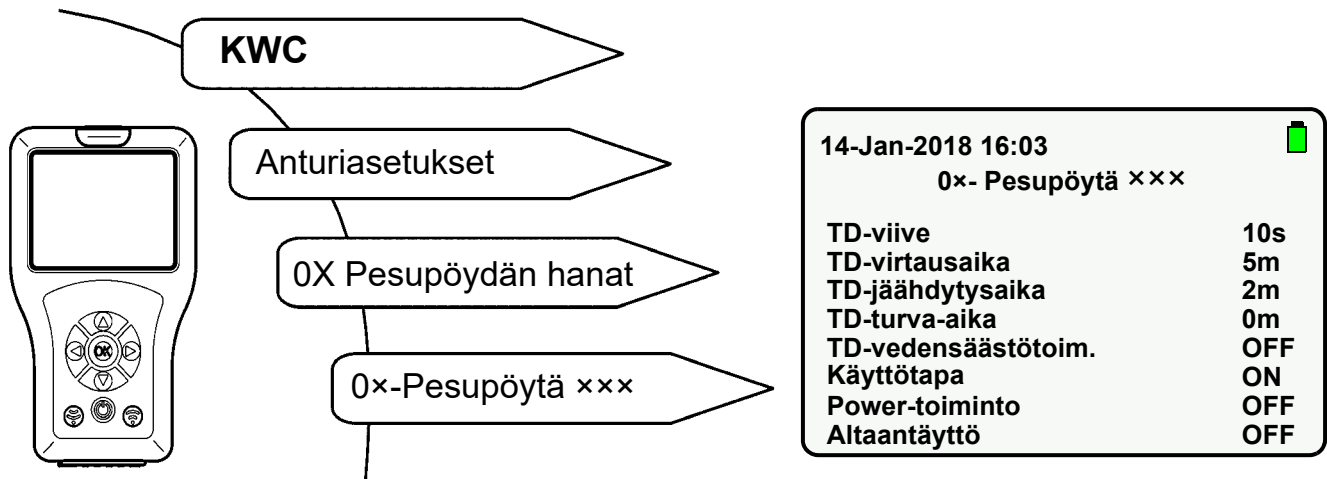 KWC
Anturiasetukset
0X Pesupöydän hanat
0×-Pesupöytä ×××
OK
14-Jan-2018 16:03
0×- Pesupöytä ×××
TD-viive 10s
TD-virtausaika 5m
TD-jäähdytysaika 2m
TD-turva-aika 0m
TD-vedensäästötoim. OFF
Käyttötapa ON
Power-toiminto OFF
Altaantäyttö OFF